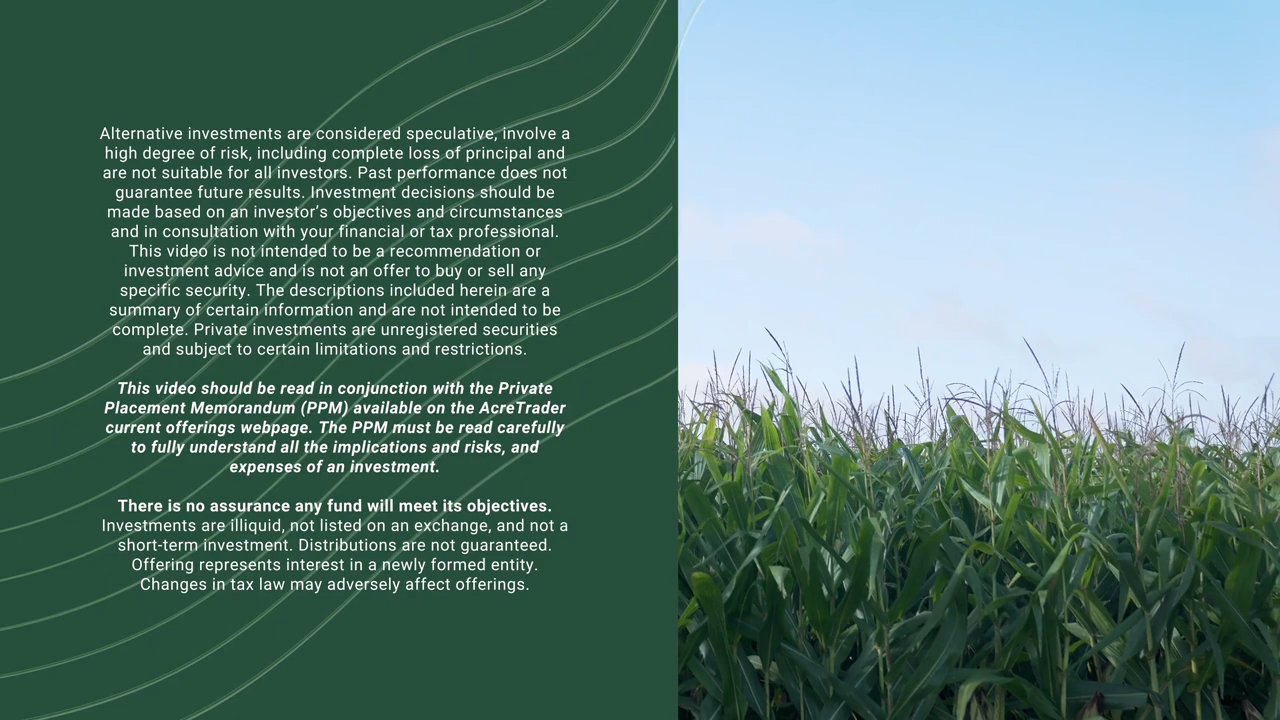 Alternative investments are considered speculative, involve a
high degree of risk, including complete loss of principal and
are not suitable for all investors. Past performance does not
guarantee future results. Investment decisions should be
made based on an investor’s objectives and circumstances
and in consultation with your financial or tax professional.
This video is not intended to be a recommendation or
investment advice and is not an offer to buy or sell any
specific security. The descriptions included herein are a
summary of certain information and are not intended to be
complete. Private investments are unregistered securities
and subject to certain limitations and restrictions.
This video should be read in conjunction with the Private
Placement Memorandum (PPM) available on the AcreTrader
current offerings webpage. The PPM must be read carefully
to fully understand all the implications and risks, and
expenses of an investment.
There is no assurance any fund will meet its objectives.
Investments are illiquid, not listed on an exchange, and not a
short-term investment. Distributions are not guaranteed.
Offering represents interest in a newly formed entity.
Changes in tax law may adversely affect offerings.